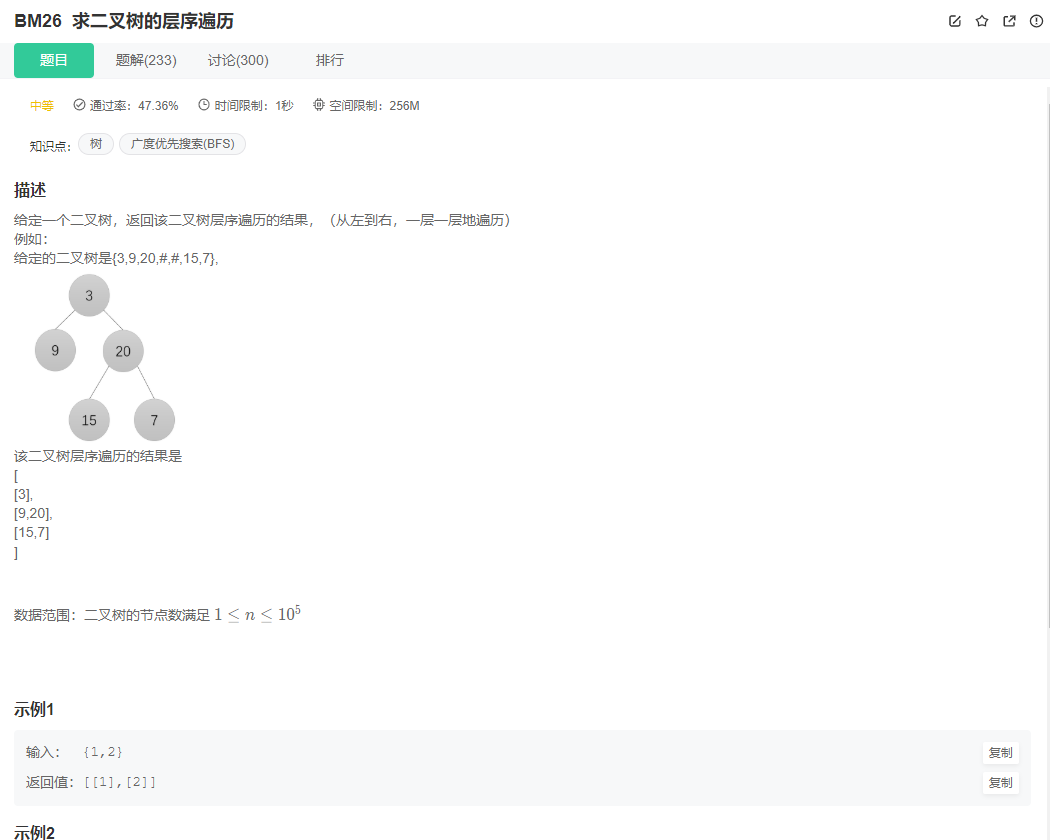 BM26 求二叉树的层序遍历
题目 题解(233) 讨论(300) 排行
中等 通过率：47.36% 时间限制：1秒 空间限制：256M
知识点： 树 广度优先搜索(BFS)
描述
给定一个二叉树，返回该二叉树层序遍历的结果，（从左到右，一层一层地遍历）
例如：
给定的二叉树是{3,9,20,#,#,15,7},
3
9 20
15 7
该二叉树层序遍历的结果是
[
[3],
[9,20],
[15,7]
]
数据范围：二叉树的节点数满足 1 ≤ n ≤ 10^5
示例1
输入： {1,2} 复制
返回值： [[1],[2]] 复制
示例2